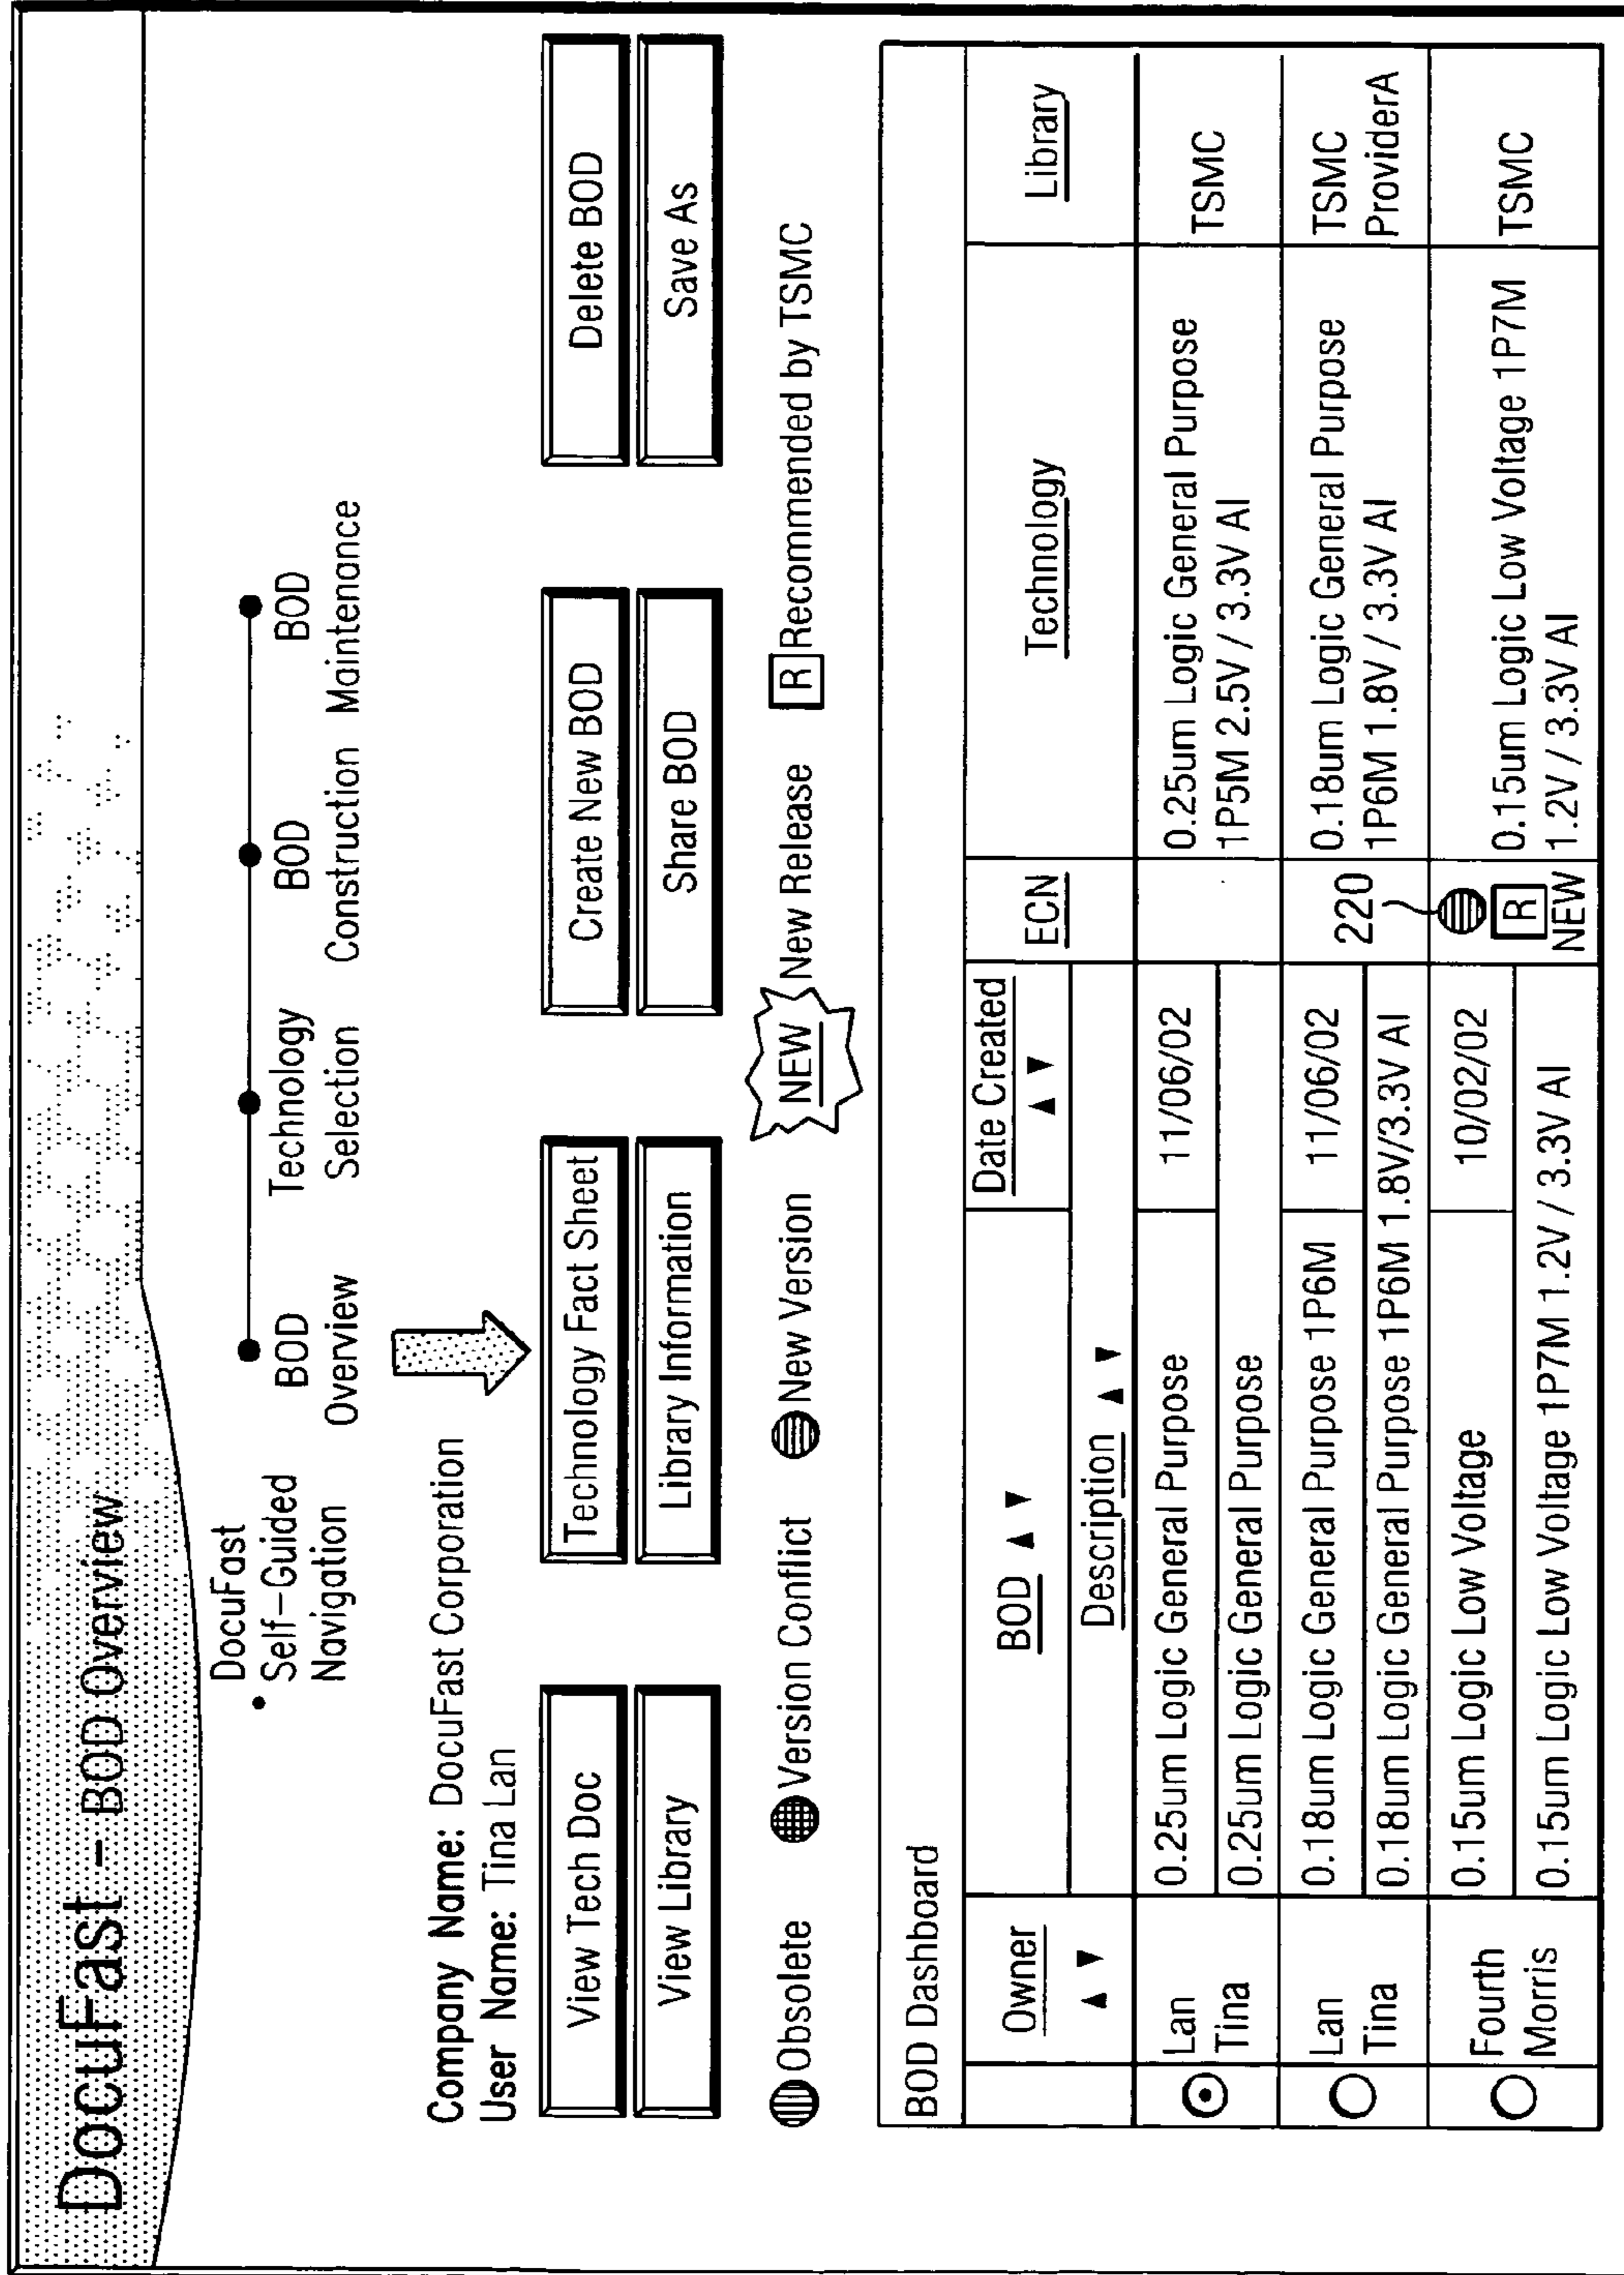 DocuFast – BOD Overview
DocuFast
• Self-Guided
Navigation
BOD
Overview
Technology
Selection
BOD
Construction
BOD
Maintenance
Company Name: DocuFast Corporation
User Name: Tina Lan
View Tech Doc
Technology Fact Sheet
Create New BOD
Delete BOD
View Library
Library Information
Share BOD
Save As
Obsolete
Version Conflict
New Version
NEW New Release
R Recommended by TSMC
BOD Dashboard
Owner ▲ ▼
BOD ▲ ▼
Date Created ▲ ▼
Description ▲ ▼
ECN
Technology
Library
Lan
Tina
0.25um Logic General Purpose
11/06/02
0.25um Logic General Purpose
0.25um Logic General Purpose
1P5M 2.5V / 3.3V Al
TSMC
Lan
Tina
0.18um Logic General Purpose 1P6M
11/06/02
0.18um Logic General Purpose 1P6M 1.8V/3.3V Al
220
0.18um Logic General Purpose
1P6M 1.8V / 3.3V Al
TSMC
ProviderA
Fourth
Morris
0.15um Logic Low Voltage
10/02/02
0.15um Logic Low Voltage 1P7M 1.2V / 3.3V Al
R
NEW
0.15um Logic Low Voltage 1P7M
1.2V / 3.3V Al
TSMC